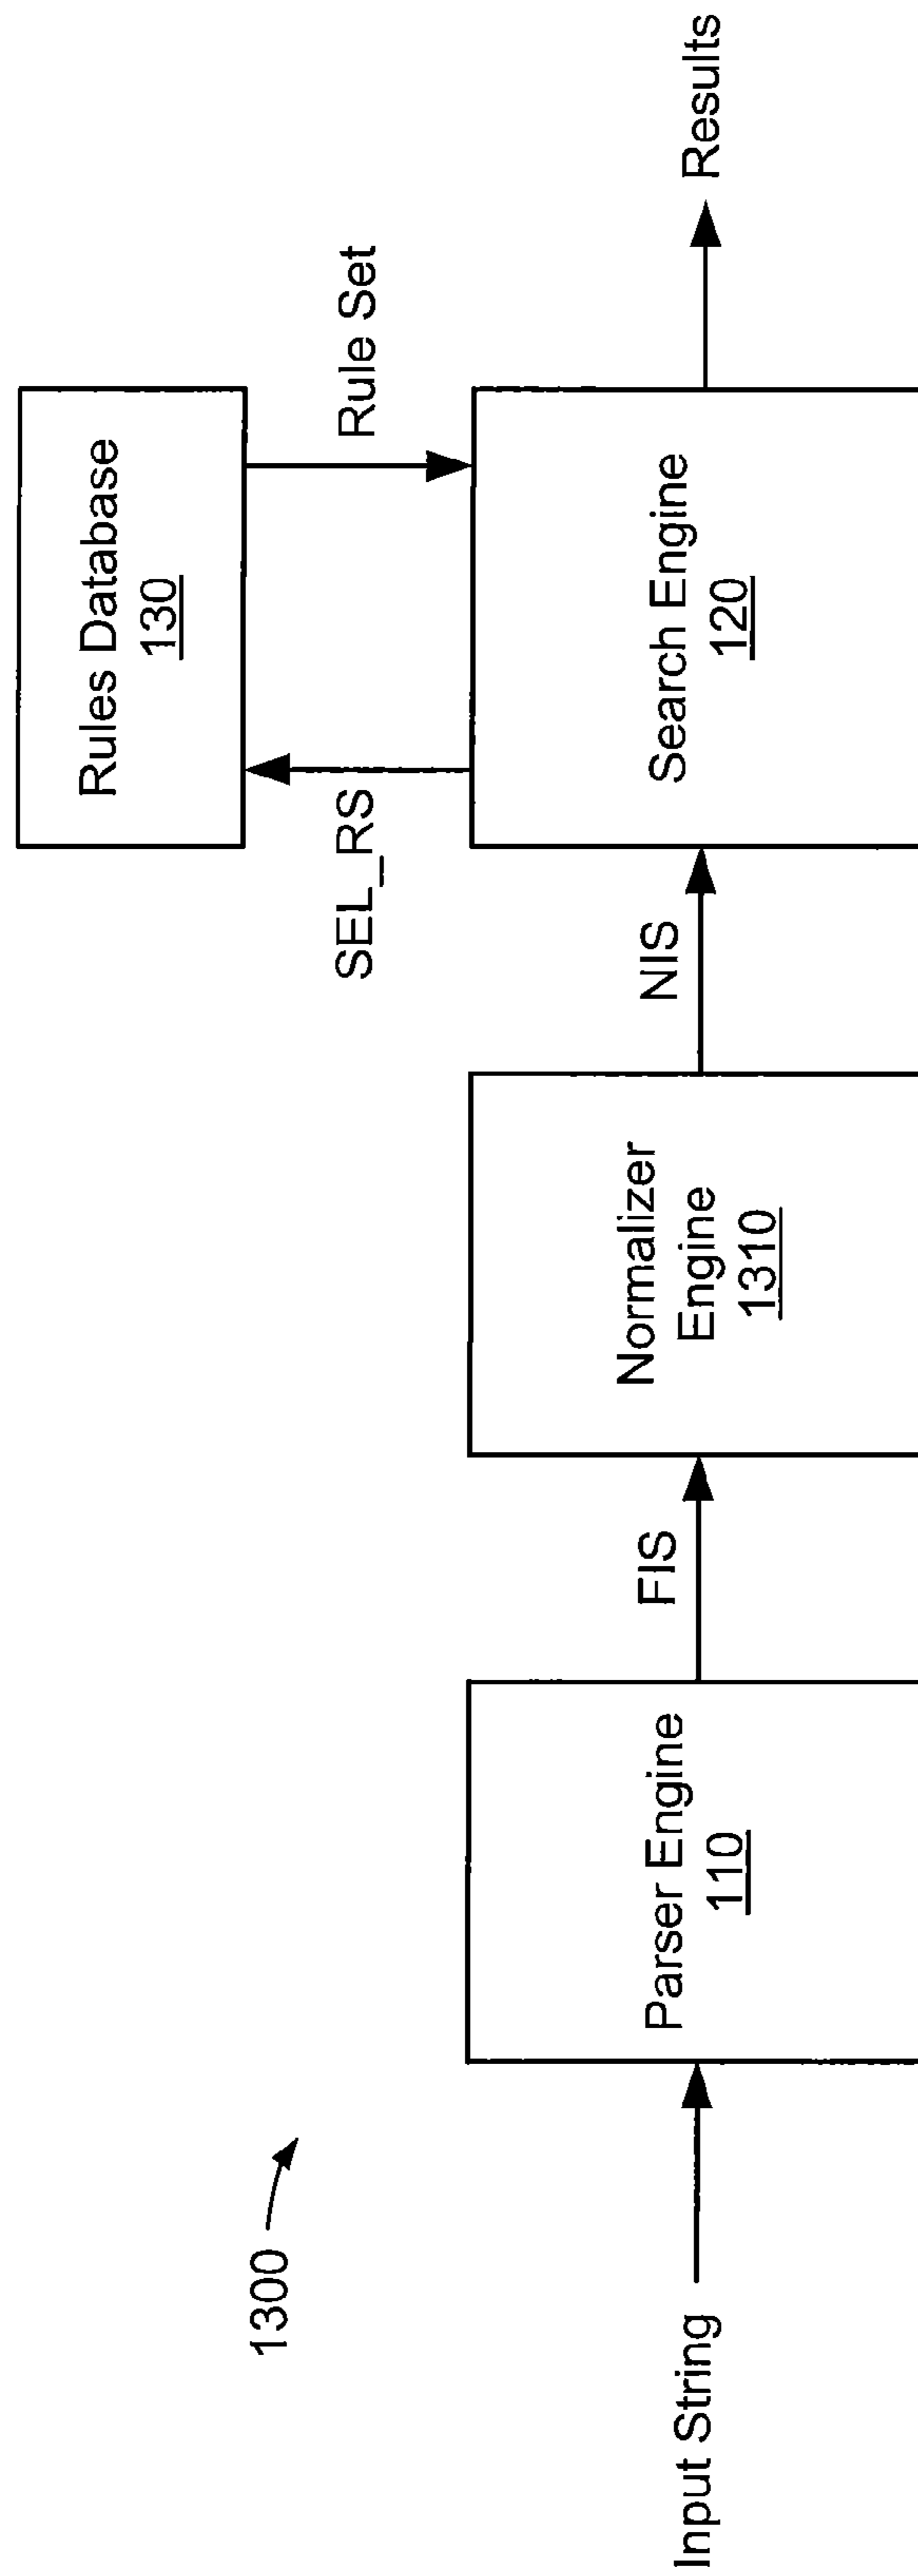 1300
Rules Database
130
SEL_RS
Rule Set
Input String
Parser Engine
110
FIS
Normalizer
Engine
1310
NIS
Search Engine
120
Results